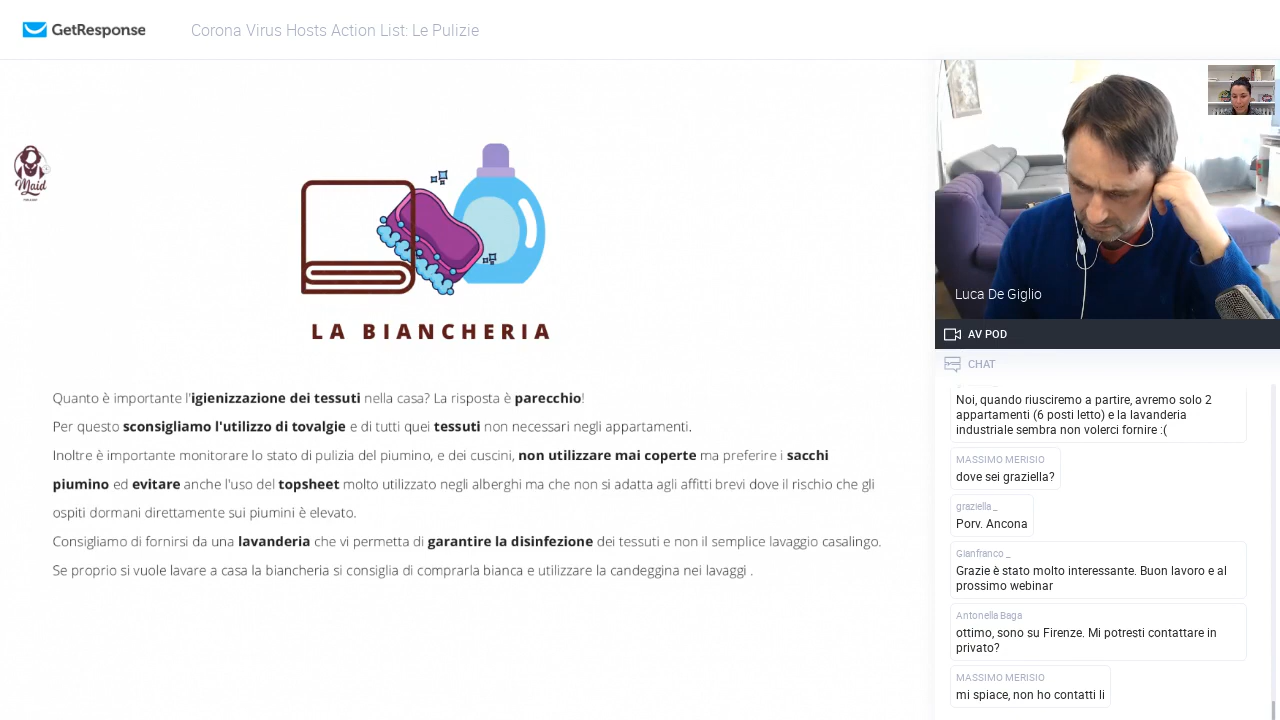 GetResponse
Corona Virus Hosts Action List: Le Pulizie
Maid
LA BIANCHERIA
Quanto è importante l'igienizzazione dei tessuti nella casa? La risposta è parecchio!
Per questo sconsigliamo l'utilizzo di tovalgie e di tutti quei tessuti non necessari negli appartamenti.
Inoltre è importante monitorare lo stato di pulizia del piumino, e dei cuscini, non utilizzare mai coperte ma preferire i sacchi
piumino ed evitare anche l'uso del topsheet molto utilizzato negli alberghi ma che non si adatta agli affitti brevi dove il rischio che gli
ospiti dormani direttamente sui piumini è elevato.
Consigliamo di fornirsi da una lavanderia che vi permetta di garantire la disinfezione dei tessuti e non il semplice lavaggio casalingo.
Se proprio si vuole lavare a casa la biancheria si consiglia di comprarla bianca e utilizzare la candeggina nei lavaggi .
Luca De Giglio
AV POD
CHAT
Noi, quando riusciremo a partire, avremo solo 2
appartamenti (6 posti letto) e la lavanderia
industriale sembra non volerci fornire :(
MASSIMO MERISIO
dove sei graziella?
graziella _
Porv. Ancona
Gianfranco _
Grazie è stato molto interessante. Buon lavoro e al
prossimo webinar
Antonella Baga
ottimo, sono su Firenze. Mi potresti contattare in
privato?
MASSIMO MERISIO
mi spiace, non ho contatti li